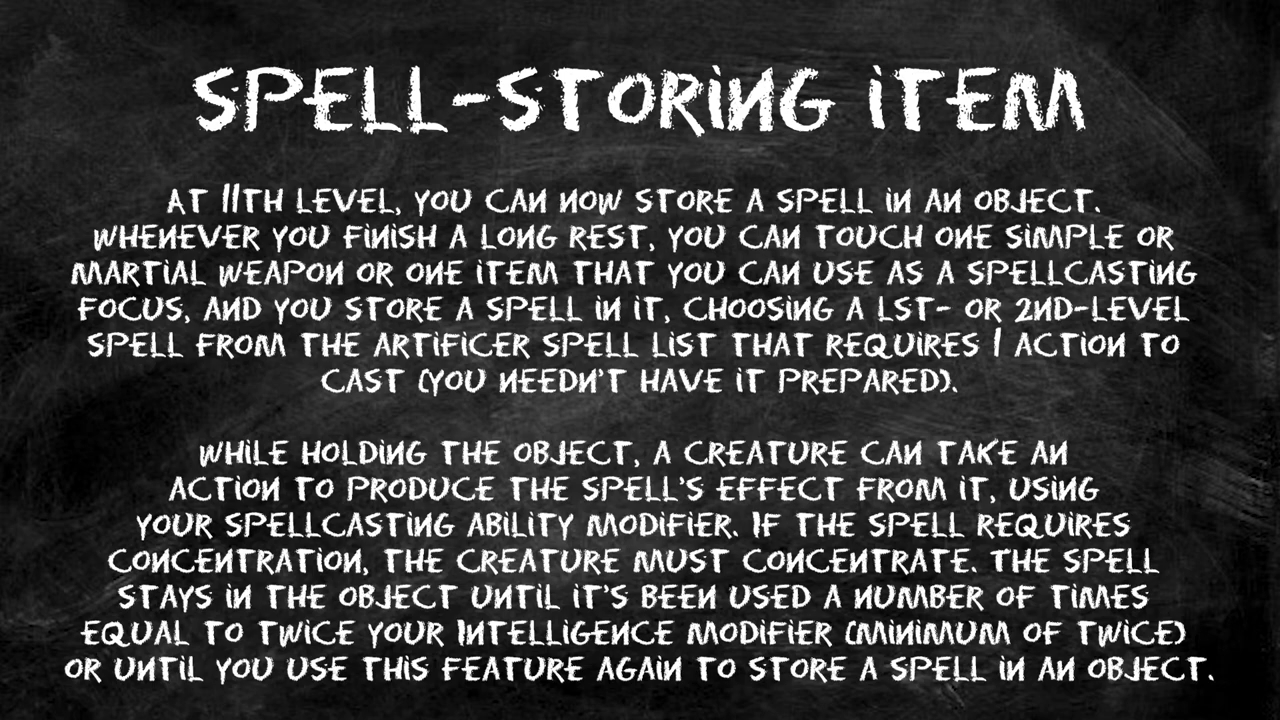 SPELL-STORING ITEM
AT 11TH LEVEL, YOU CAN NOW STORE A SPELL IN AN OBJECT.
WHENEVER YOU FINISH A LONG REST, YOU CAN TOUCH ONE SIMPLE OR
MARTIAL WEAPON OR ONE ITEM THAT YOU CAN USE AS A SPELLCASTING
FOCUS, AND YOU STORE A SPELL IN IT, CHOOSING A LST- OR 2ND-LEVEL
SPELL FROM THE ARTIFICER SPELL LIST THAT REQUIRES 1 ACTION TO
CAST (YOU NEEDN'T HAVE IT PREPARED).
WHILE HOLDING THE OBJECT, A CREATURE CAN TAKE AN
ACTION TO PRODUCE THE SPELL'S EFFECT FROM IT, USING
YOUR SPELLCASTING ABILITY MODIFIER. IF THE SPELL REQUIRES
CONCENTRATION, THE CREATURE MUST CONCENTRATE. THE SPELL
STAYS IN THE OBJECT UNTIL IT'S BEEN USED A NUMBER OF TIMES
EQUAL TO TWICE YOUR INTELLIGENCE MODIFIER (MINIMUM OF TWICE)
OR UNTIL YOU USE THIS FEATURE AGAIN TO STORE A SPELL IN AN OBJECT.